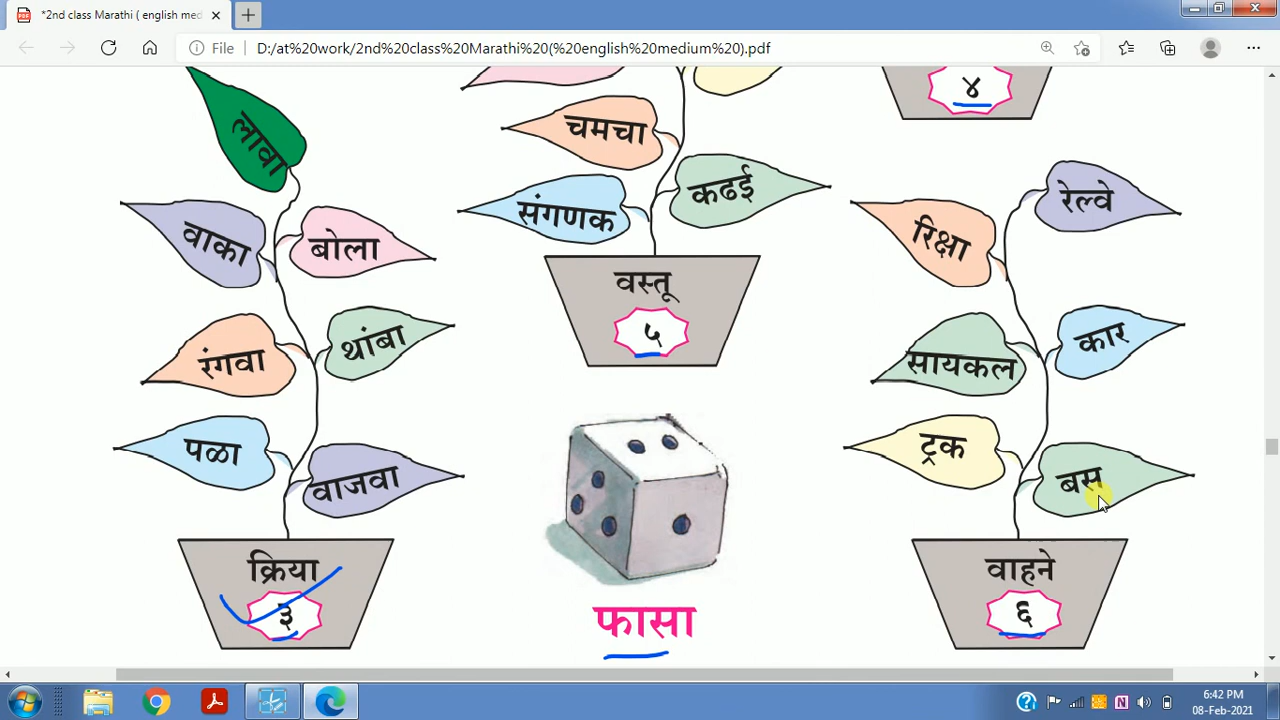 *2nd class Marathi ( english med
File
D:/at%20work/2nd%20class%20Marathi%20(%20english%20medium%20).pdf
४
लावा
चमचा
कढई
संगणक
वाका
बोला
वस्तू
५
रेल्वे
रिक्षा
रंगवा
थांबा
सायकल
कार
पळा
वाजवा
ट्रक
बस
क्रिया
३
फासा
वाहने
६
6:42 PM
08-Feb-2021